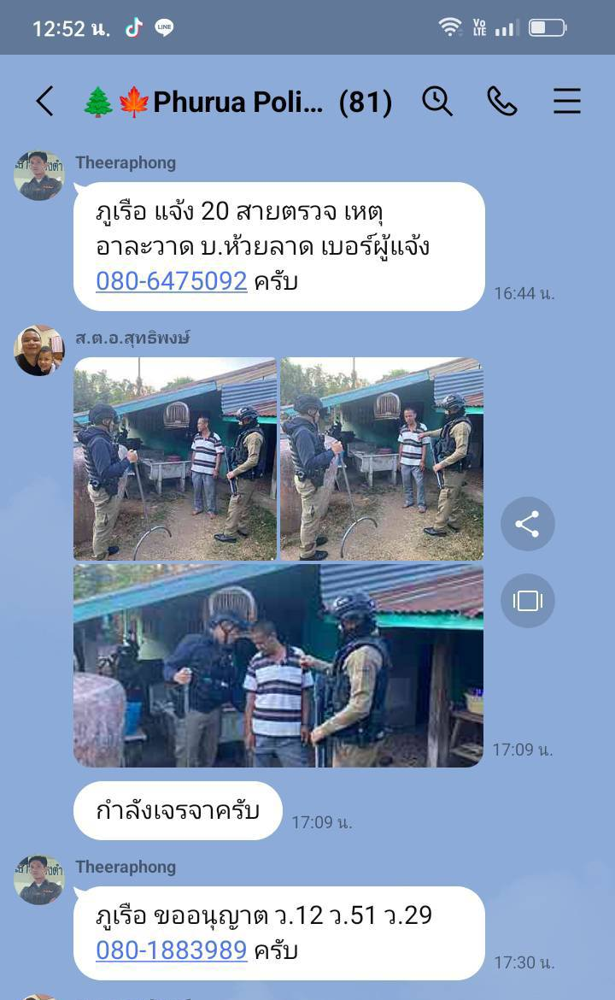 12:52 น. LINE Vo LTE
🌲🍁Phurua Poli... (81)
Theeraphong
ภูเรือ แจ้ง 20 สายตรวจ เหตุ
อาละวาด บ.ห้วยลาด เบอร์ผู้แจ้ง
080-6475092 ครับ
16:44 น.
ส.ต.อ.สุทธิพงษ์
17:09 น.
กำลังเจรจาครับ
17:09 น.
Theeraphong
ภูเรือ ขออนุญาต ว.12 ว.51 ว.29
080-1883989 ครับ
17:30 น.